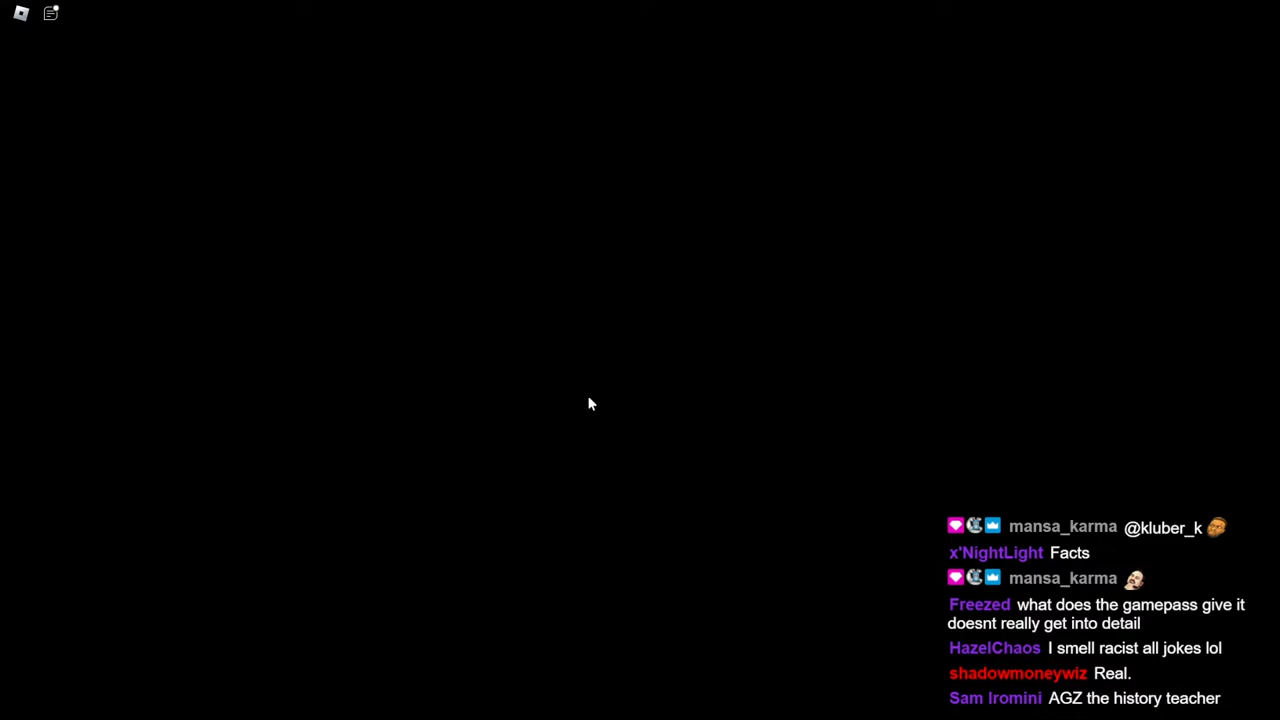 mansa_karma @kluber_k
x'NightLight Facts
mansa_karma
Freezed what does the gamepass give it
doesnt really get into detail
HazelChaos I smell racist all jokes lol
shadowmoneywiz Real.
Sam Iromini AGZ the history teacher